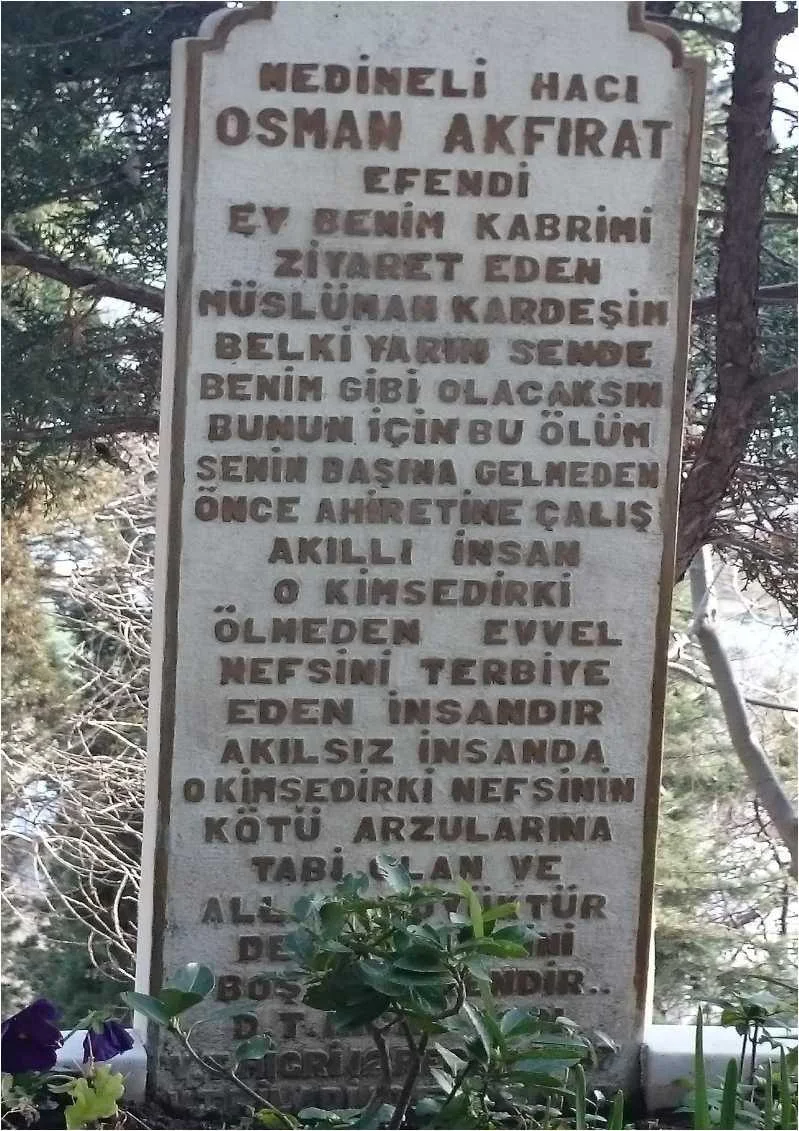 MEDİNELİ HACI
OSMAN AKFIRAT
EFENDİ
EY BENİM KABRİMİ
ZİYARET EDEN
MÜSLÜMAN KARDEŞİM
BELKİ YARIN SENDE
BENİM GİBİ OLACAKSIN
BUNUN İÇİN BU ÖLÜM
SENİN BAŞINA GELMEDEN
ÖNCE AHİRETİNE ÇALIŞ
AKILLI İNSAN
O KİMSEDİRKİ
ÖLMEDEN EVVEL
NEFSİNİ TERBİYE
EDEN İNSANDIR
AKILSIZ İNSANDA
O KİMSEDİRKİ NEFSİNİN
KÖTÜ ARZULARINA
TABİ OLAN VE